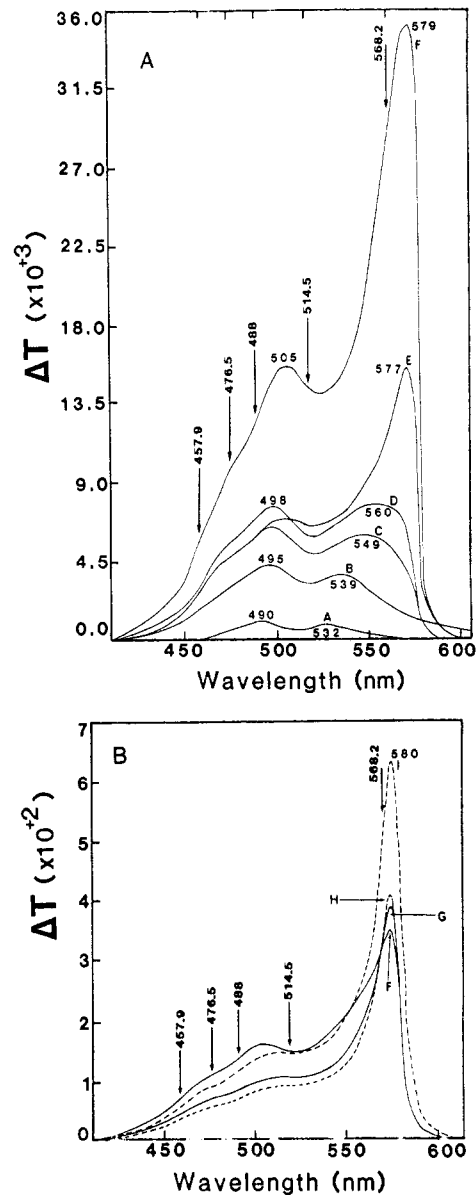 A
36.0
31.5
27.0
22.5
18.0
13.5
9.0
4.5
0.0
ΔT (x10+3)
457.9
476.5
488
505
514.5
568.2
579
F
577
E
498
560
D
549
C
495
539
B
490
532
A
450 500 550 600
Wavelength (nm)
B
7
6
5
4
3
2
1
0
ΔT (x10+2)
457.9
476.5
488
514.5
568.2
580
H
G
F
450 500 550 600
Wavelength (nm)